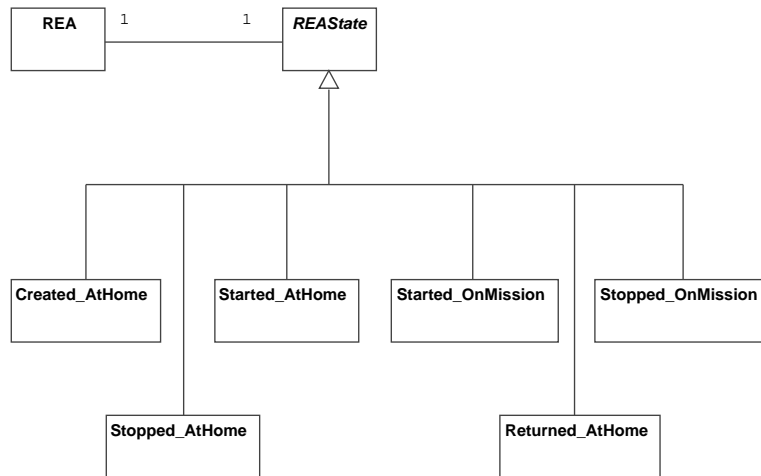 REA 1 1 REAState
Created_AtHome Started_AtHome Started_OnMission Stopped_OnMission
Stopped_AtHome Returned_AtHome